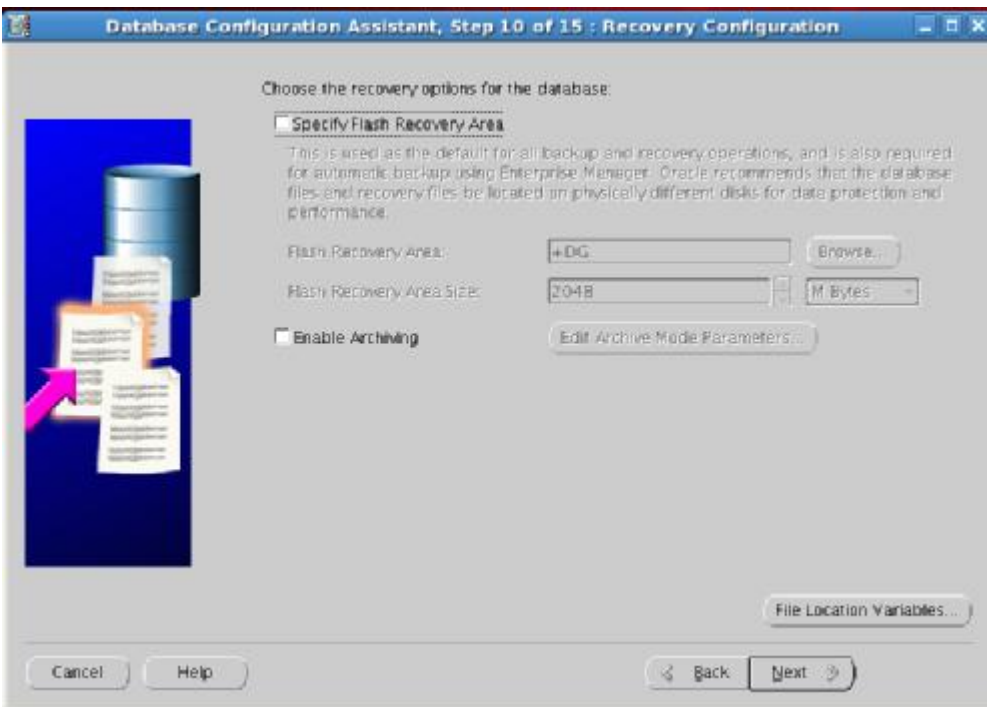 Database Configuration Assistant, Step 10 of 15 : Recovery Configuration
Choose the recovery options for the database:
Specify Flash Recovery Area
This is used as the default for all backup and recovery operations, and is also required
for automatic backup using Enterprise Manager. Oracle recommends that the database
files and recovery files be located on physically different disks for data protection and
performance.
Flash Recovery Area: +DG Browse...
Flash Recovery Area Size: 2048 M Bytes
Enable Archiving Edit Archive Mode Parameters...
File Location Variables...
Cancel Help Back Next